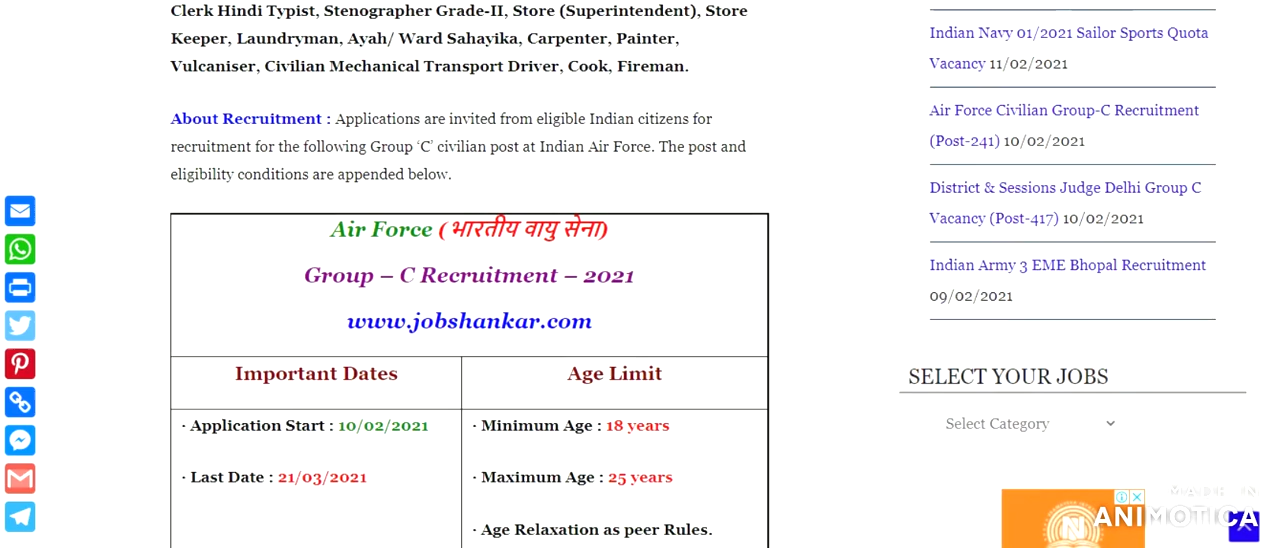 Clerk Hindi Typist, Stenographer Grade-II, Store (Superintendent), Store
Keeper, Laundryman, Ayah/ Ward Sahayika, Carpenter, Painter,
Vulcaniser, Civilian Mechanical Transport Driver, Cook, Fireman.
About Recruitment : Applications are invited from eligible Indian citizens for
recruitment for the following Group ‘C’ civilian post at Indian Air Force. The post and
eligibility conditions are appended below.
Air Force (भारतीय वायु सेना)
Group – C Recruitment – 2021
www.jobshankar.com
Important Dates
· Application Start : 10/02/2021
· Last Date : 21/03/2021
Age Limit
· Minimum Age : 18 years
· Maximum Age : 25 years
· Age Relaxation as peer Rules.
Indian Navy 01/2021 Sailor Sports Quota
Vacancy 11/02/2021
Air Force Civilian Group-C Recruitment
(Post-241) 10/02/2021
District & Sessions Judge Delhi Group C
Vacancy (Post-417) 10/02/2021
Indian Army 3 EME Bhopal Recruitment
09/02/2021
SELECT YOUR JOBS
Select Category
MADE IN
ANIMOTICA